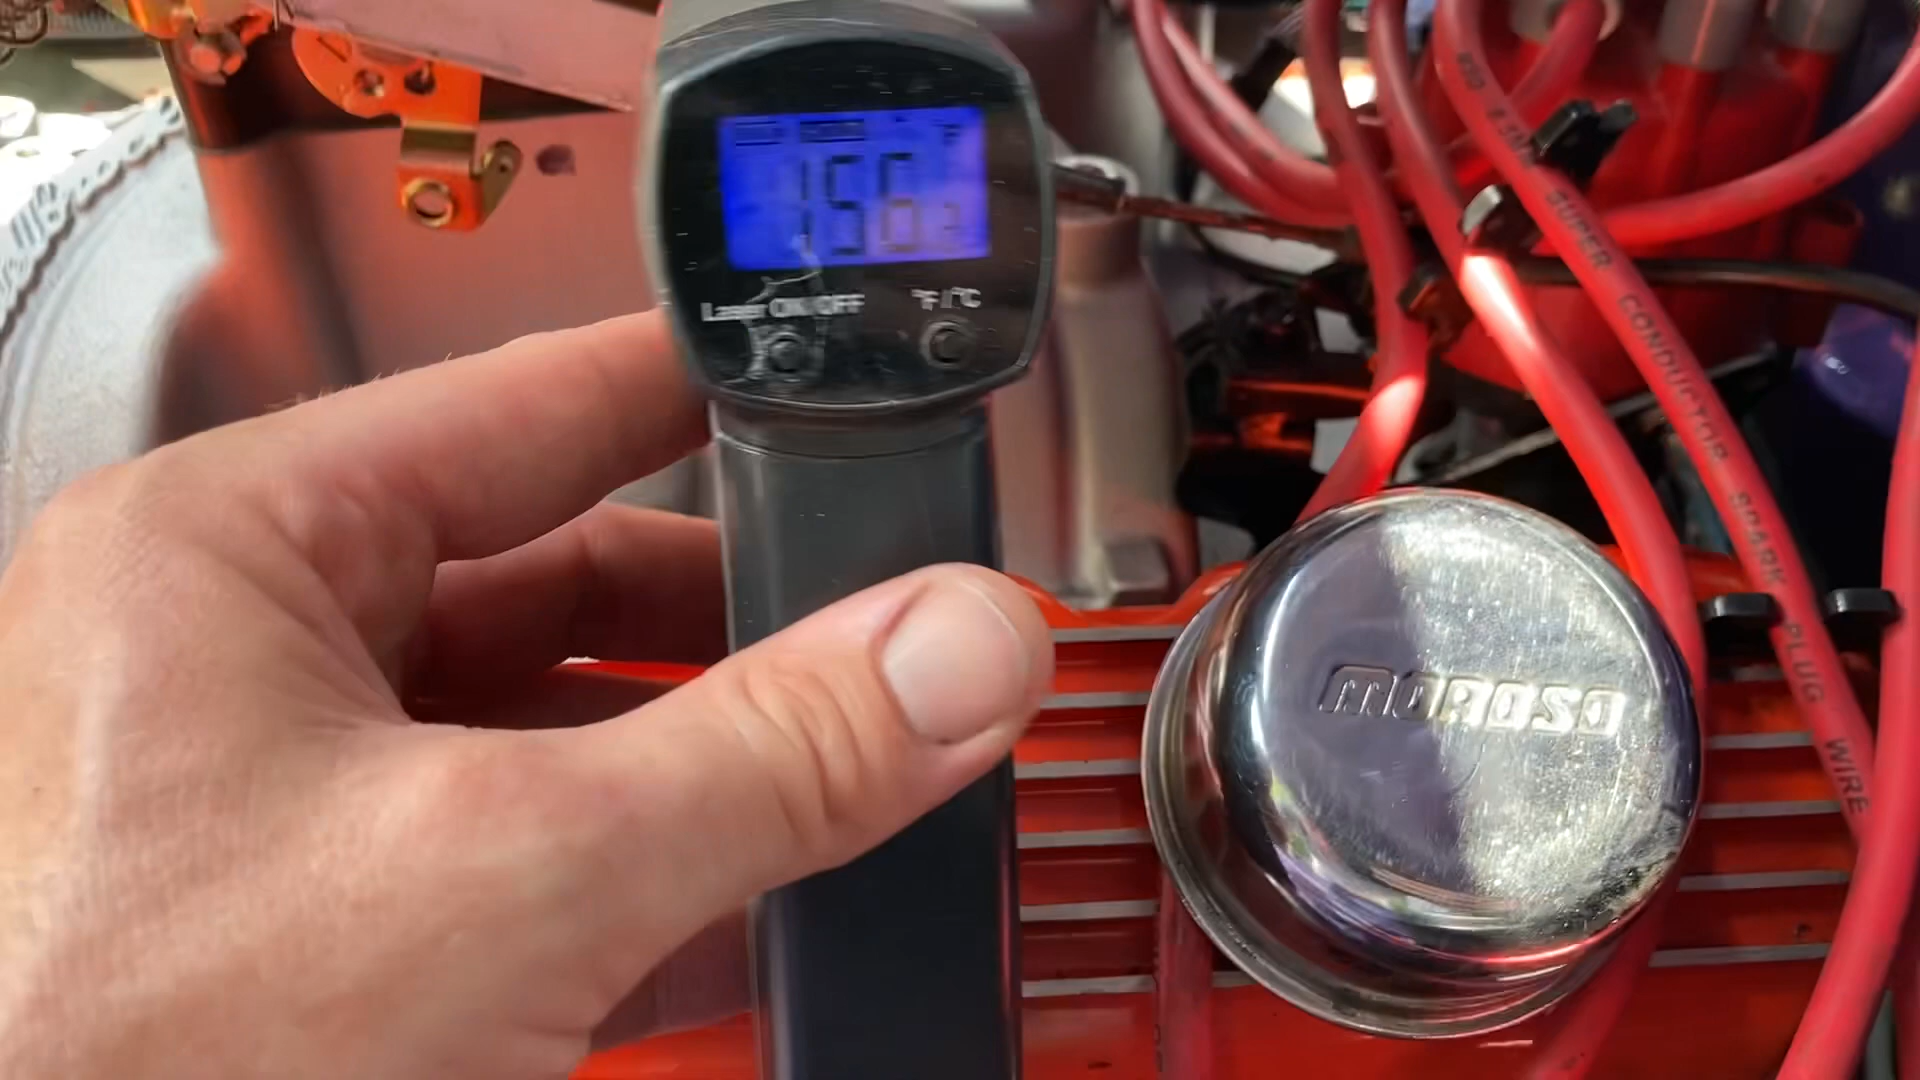 156
Laser ON/OFF
°F/°C
SUPER CONDUCTOR SPARK PLUG WIRE
MOROSO